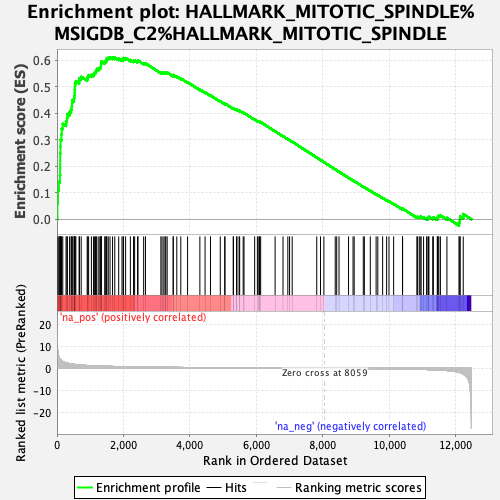 Enrichment plot: HALLMARK_MITOTIC_SPINDLE%
MSIGDB_C2%HALLMARK_MITOTIC_SPINDLE
Enrichment score (ES)
0.6
0.5
0.4
0.3
0.2
0.1
0.0
'na_pos' (positively correlated)
Ranked list metric (PreRanked)
20
10
0
-10
-20
Zero cross at 8059
'na_neg' (negatively correlated)
0
2,000
4,000
6,000
8,000
10,000
12,000
Rank in Ordered Dataset
Enrichment profile
Hits
Ranking metric scores